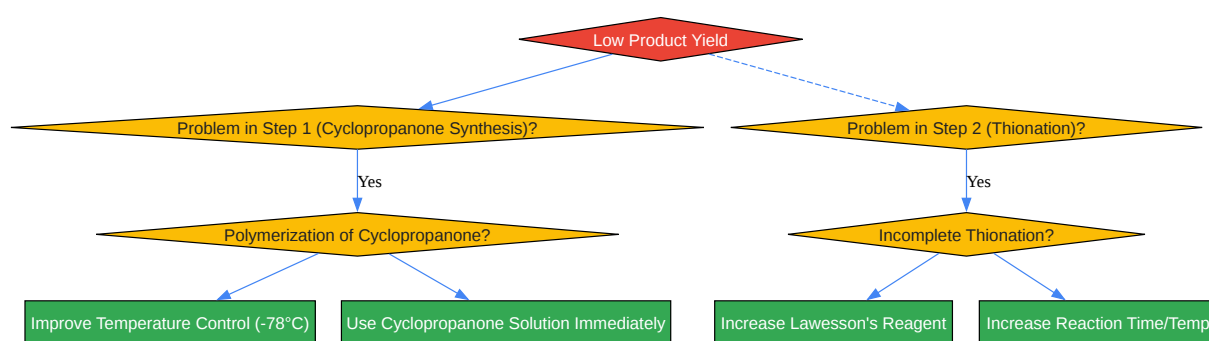 Low Product Yield
Problem in Step 1 (Cyclopropanone Synthesis)?
Problem in Step 2 (Thionation)?
Yes
Yes
Polymerization of Cyclopropanone?
Incomplete Thionation?
Improve Temperature Control (-78°C)
Use Cyclopropanone Solution Immediately
Increase Lawesson's Reagent
Increase Reaction Time/Temp